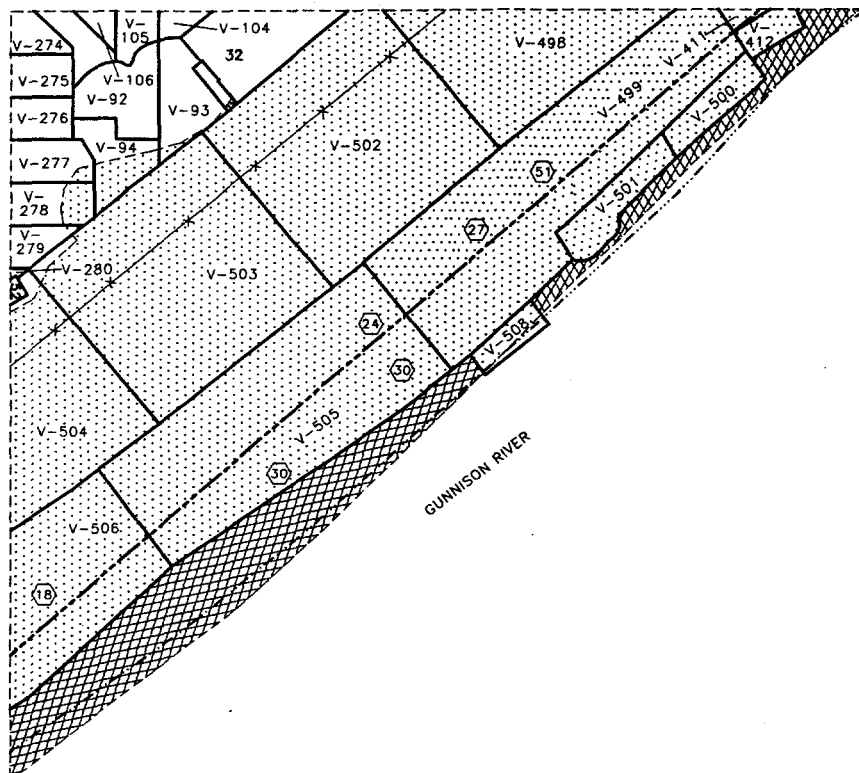 V-274
V-
105
V-104
32
V-498
V-411
V-
412
V-275
V-106
V-92
V-93
V-499
V-500
V-276
V-94
V-502
V-277
51
V-501
V-
278
27
V-
279
V-280
V-503
24
V-508
30
V-504
V-505
GUNNISON RIVER
30
V-506
18